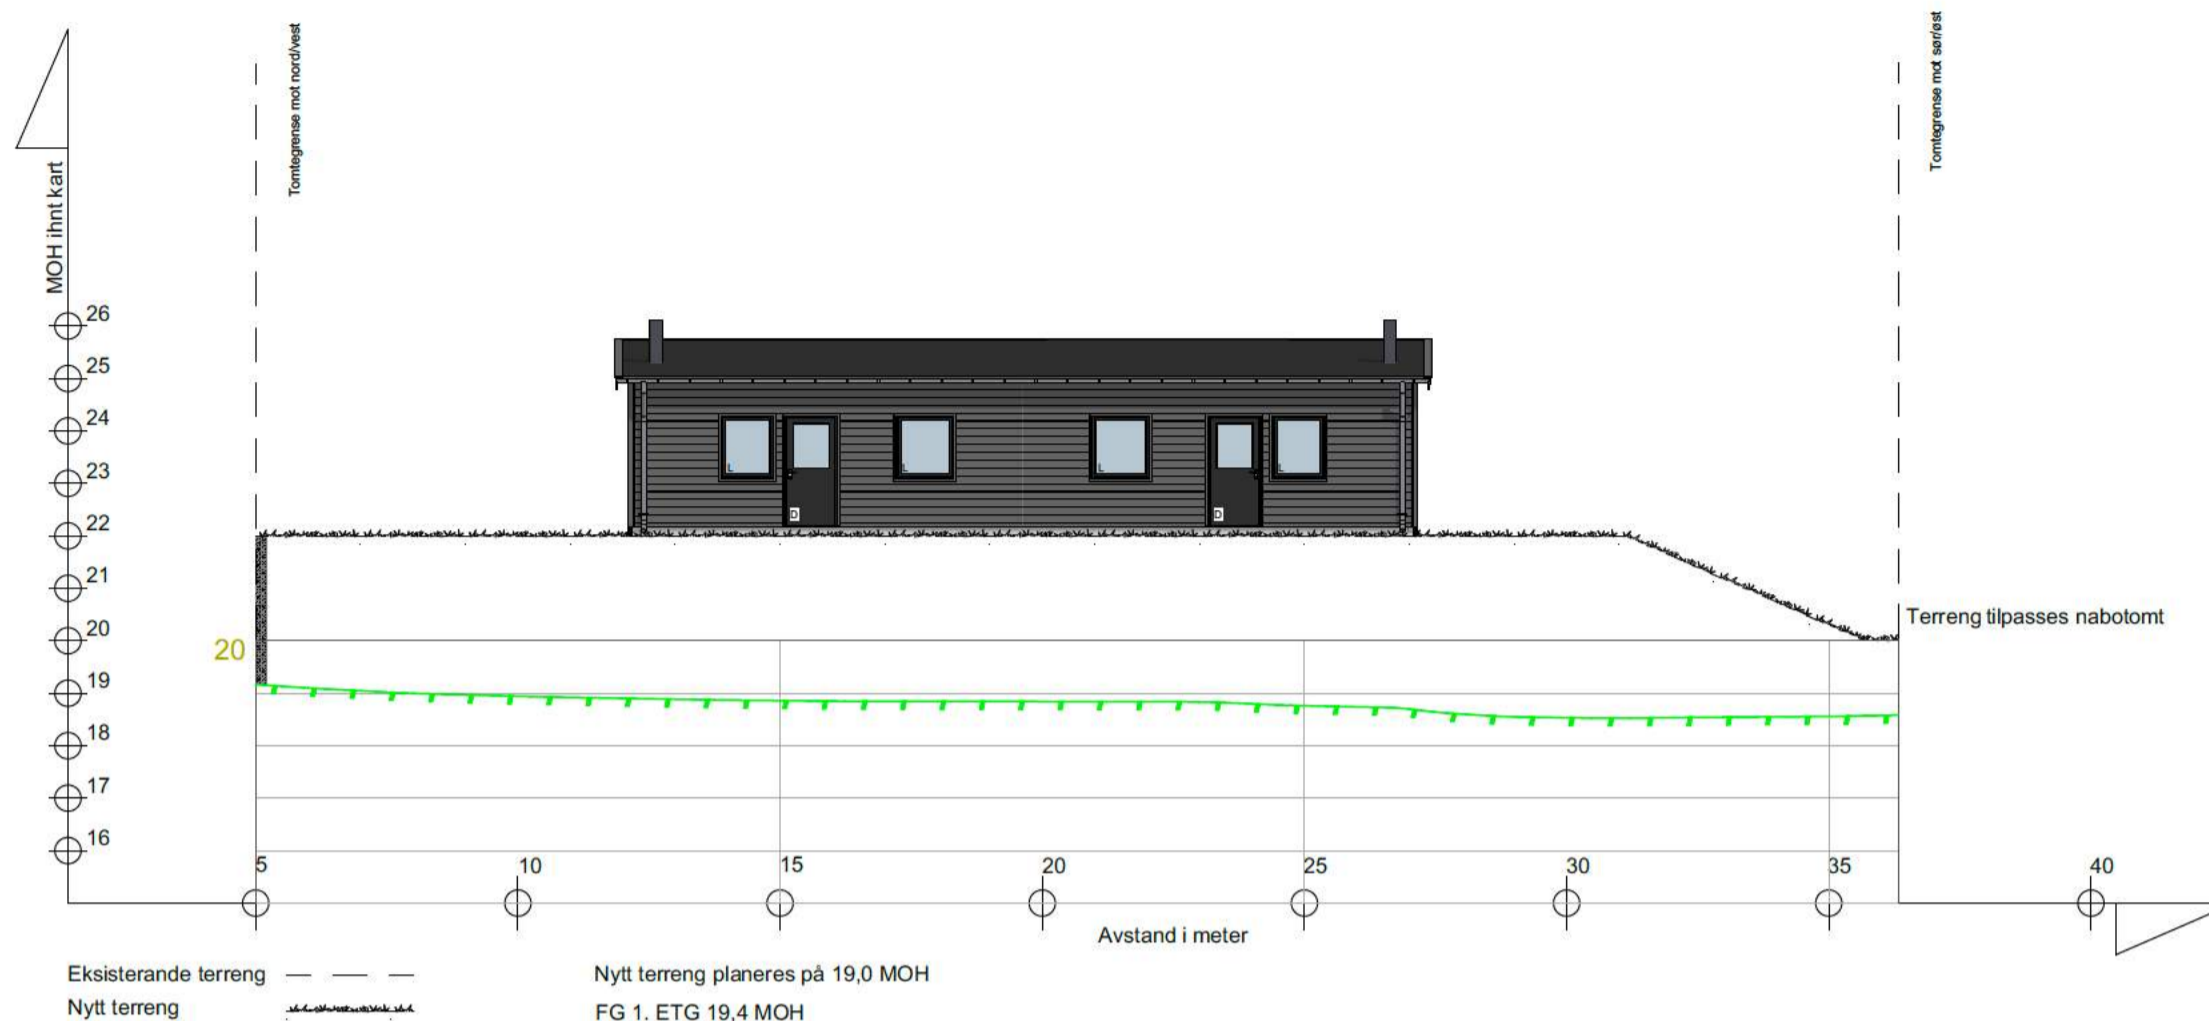 Tomtegrense mot nord/vest
Tomtegrense mot sør/øst
MOH ihnt kart
26
25
24
23
22
21
20
19
18
17
16
20
L
D
L
L
D
L
Terreng tilpasses nabotomt
5
10
15
20
25
30
35
40
Avstand i meter
Eksisterande terreng
Nytt terreng planeres på 19,0 MOH
Nytt terreng
FG 1. ETG 19,4 MOH